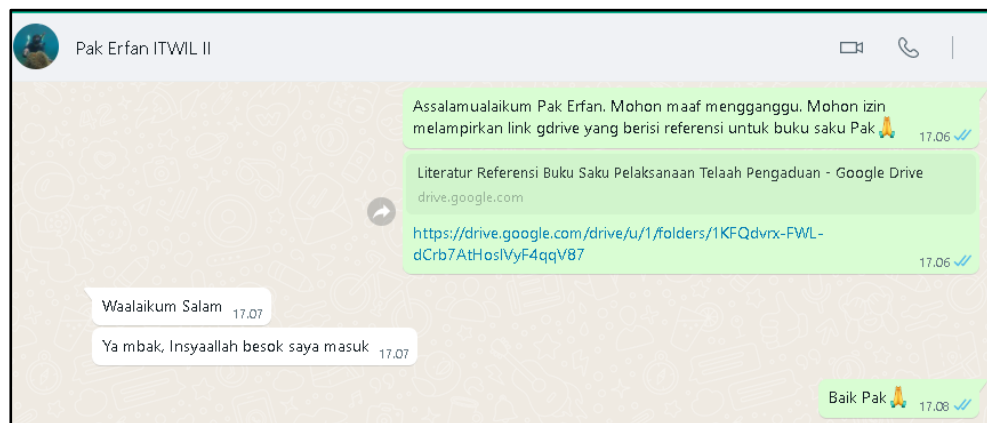 Pak Erfan ITWIL II
Assalamualaikum Pak Erfan. Mohon maaf mengganggu. Mohon izin
melampirkan link gdrive yang berisi referensi untuk buku saku Pak🙏
17.06
Literatur Referensi Buku Saku Pelaksanaan Telaah Pengaduan - Google Drive
drive.google.com
https://drive.google.com/drive/u/1/folders/1KFQdvrx-FWL-
dCrb7AtHoslVyF4qqV87
17.06
Waalaikum Salam 17.07
Ya mbak, Insyaallah besok saya masuk 17.07
Baik Pak🙏 17.08